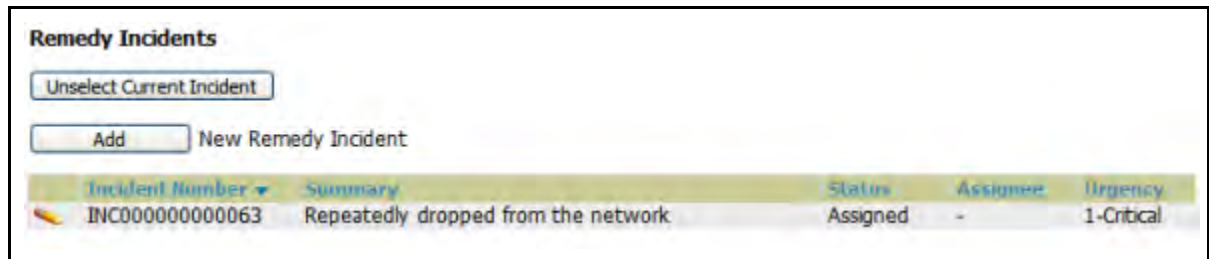 Remedy Incidents
Unselect Current Incident
Add New Remedy Incident
Incident Number Summary Status Assignee Urgency
INC000000000063 Repeatedly dropped from the network Assigned - 1-Critical